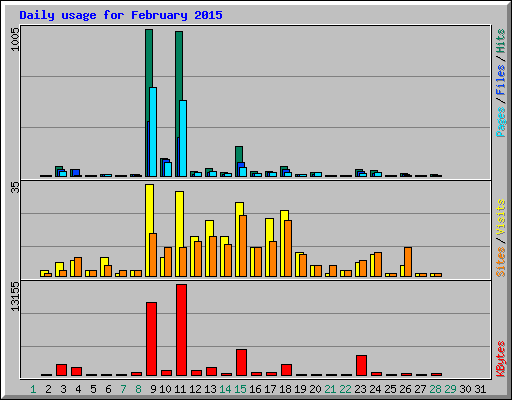 Daily usage for February 2015
1005
Pages / Files / Hits
35
Sites / Visits
13155
KBytes
1 2 3 4 5 6 7 8 9 10 11 12 13 14 15 16 17 18 19 20 21 22 23 24 25 26 27 28 29 30 31